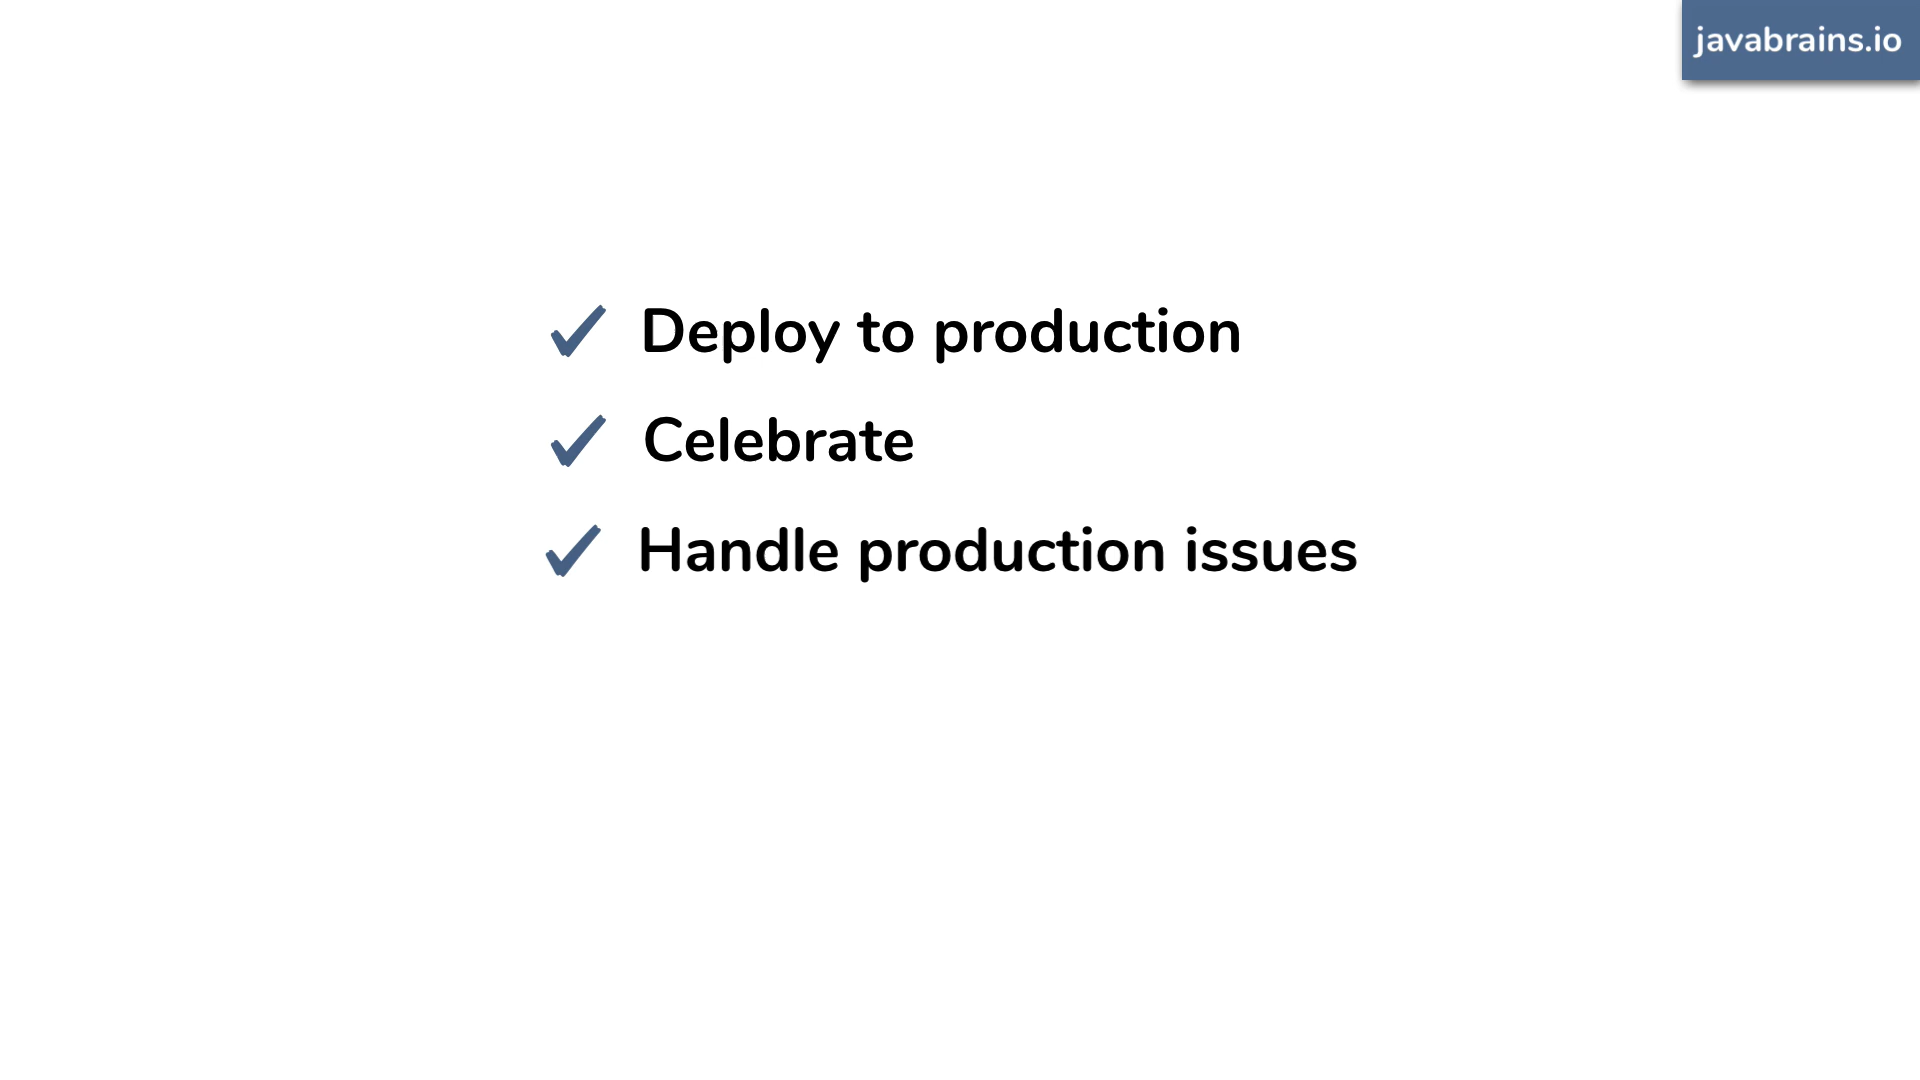 javabrains.io
Deploy to production
Celebrate
Handle production issues